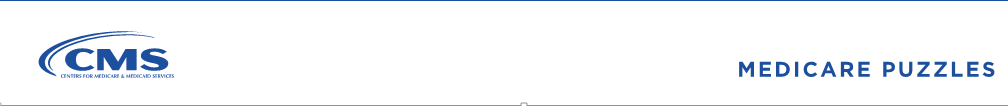 CMS
CENTERS FOR MEDICARE & MEDICAID SERVICES
MEDICARE PUZZLES